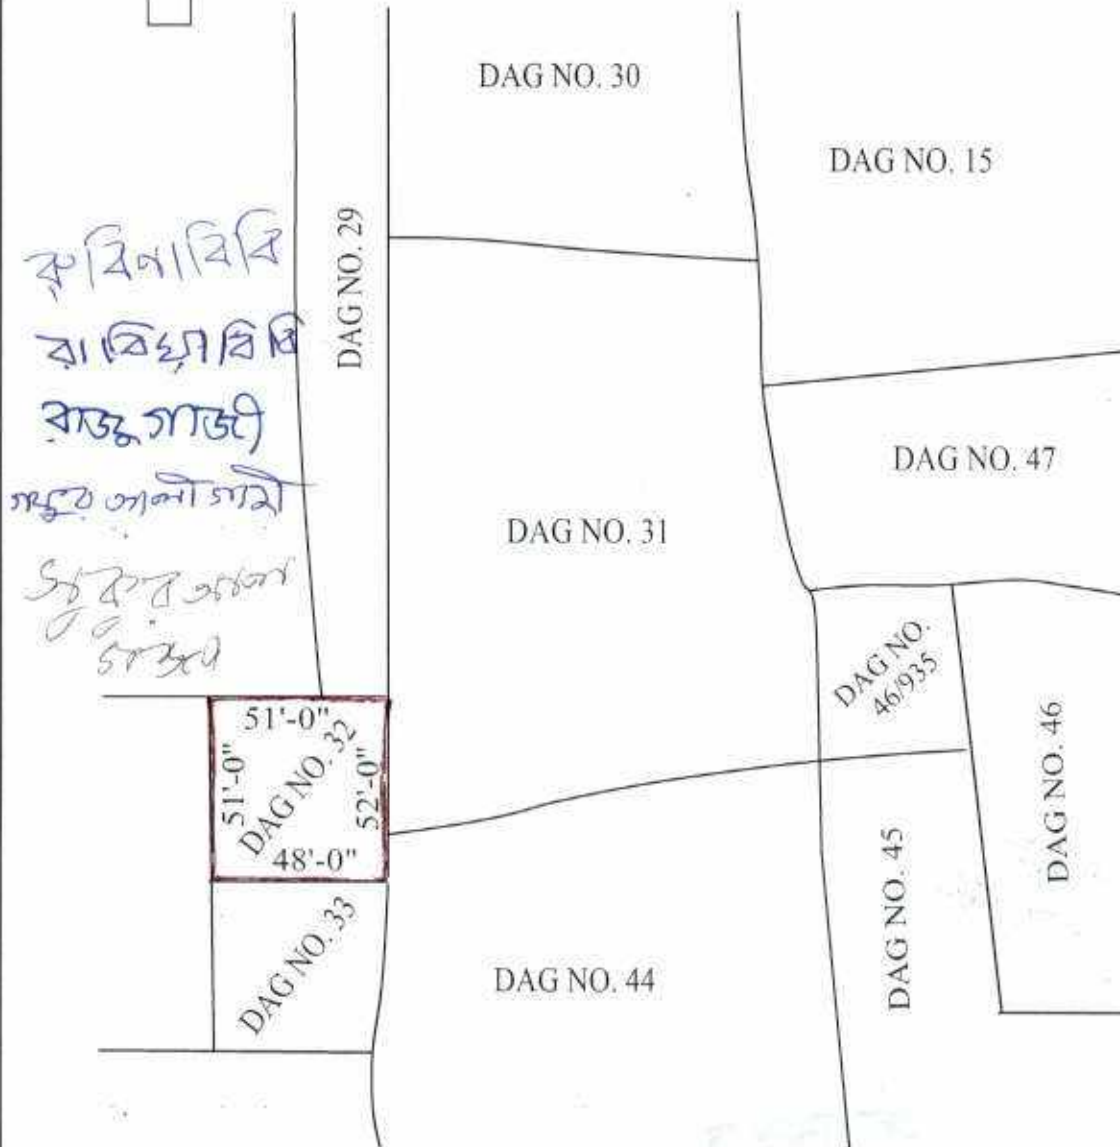 DAG NO. 30
DAG NO. 15
DAG NO. 29
রুবিনা বিবি
রাবিয়া বিবি
রাজু গাজী
গফুর আলী গাজী
DAG NO. 47
DAG NO. 31
গাজী
DAG NO.
46/935
DAG NO. 46
51'-0"
51'-0"
DAG NO. 32
52'-0"
48'-0"
DAG NO. 45
DAG NO. 33
DAG NO. 44